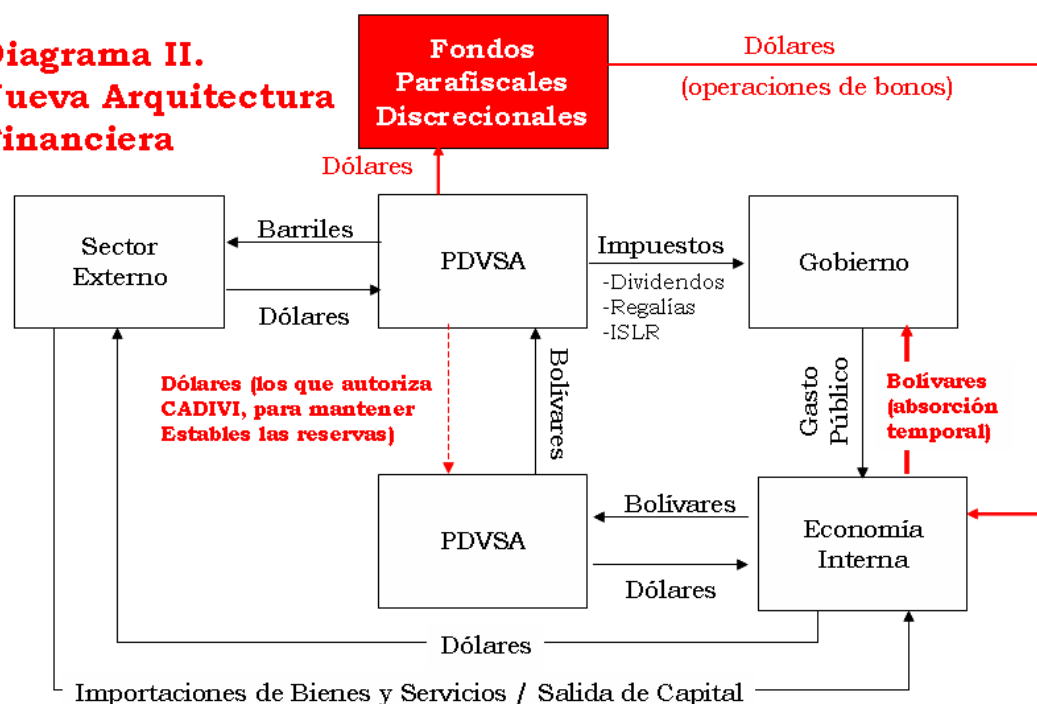 Diagrama II.
Nueva Arquitectura
Financiera
Fondos
Parafiscales
Discrecionales
Dólares
(operaciones de bonos)
Dólares
Sector
Externo
Barriles
Dólares
PDVSA
Impuestos
-Dividendos
-Regalías
-ISLR
Gobierno
Dólares (los que autoriza
CADIVI, para mantener
Estables las reservas)
Bolívares
Gasto
Público
Bolívares
(absorción
temporal)
PDVSA
Bolívares
Dólares
Economía
Interna
Dólares
Importaciones de Bienes y Servicios / Salida de Capital